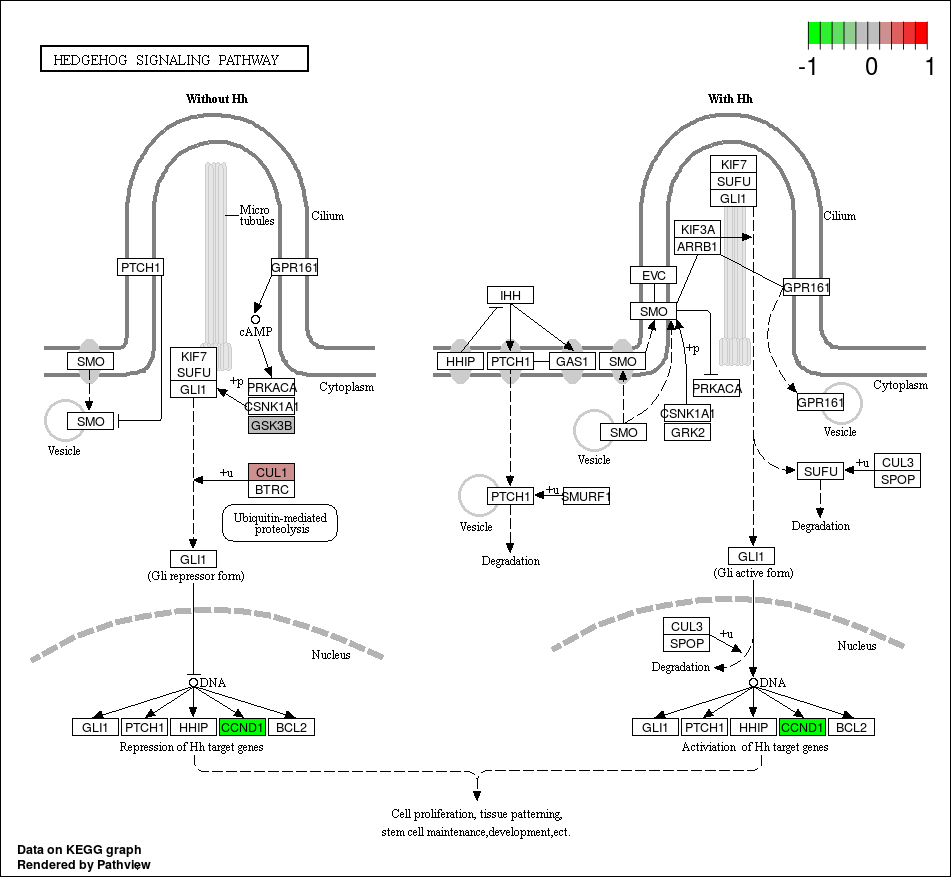 HEDGEHOG SIGNALING PATHWAY
-1 0 1
Without Hh
With Hh
Micro
tubules
Cilium
PTCH1
GPR161
cAMP
SMO
KIF7
SUFU
GLI1
+p
PRKACA
CSNK1A1
GSK3B
Cytoplasm
SMO
Vesicle
+u
CUL1
BTRC
Ubiquitin-mediated
proteolysis
GLI1
(Gli repressor form)
Nucleus
DNA
GLI1
PTCH1
HHIP
CCND1
BCL2
Repression of Hh target genes
KIF7
SUFU
GLI1
Cilium
KIF3A
ARRB1
EVC
GPR161
IHH
SMO
+p
HHIP
PTCH1
GAS1
SMO
PRKACA
Cytoplasm
CSNK1A1
GRK2
GPR161
Vesicle
SMO
Vesicle
SUFU
+u
CUL3
SPOP
Degradation
PTCH1
+u
SMURF1
Vesicle
Degradation
GLI1
(Gli active form)
CUL3
SPOP
+u
Degradation
Nucleus
DNA
GLI1
PTCH1
HHIP
CCND1
BCL2
Activiation of Hh target genes
Cell proliferation, tissue patterning,
stem cell maintenance,development,ect.
Data on KEGG graph
Rendered by Pathview